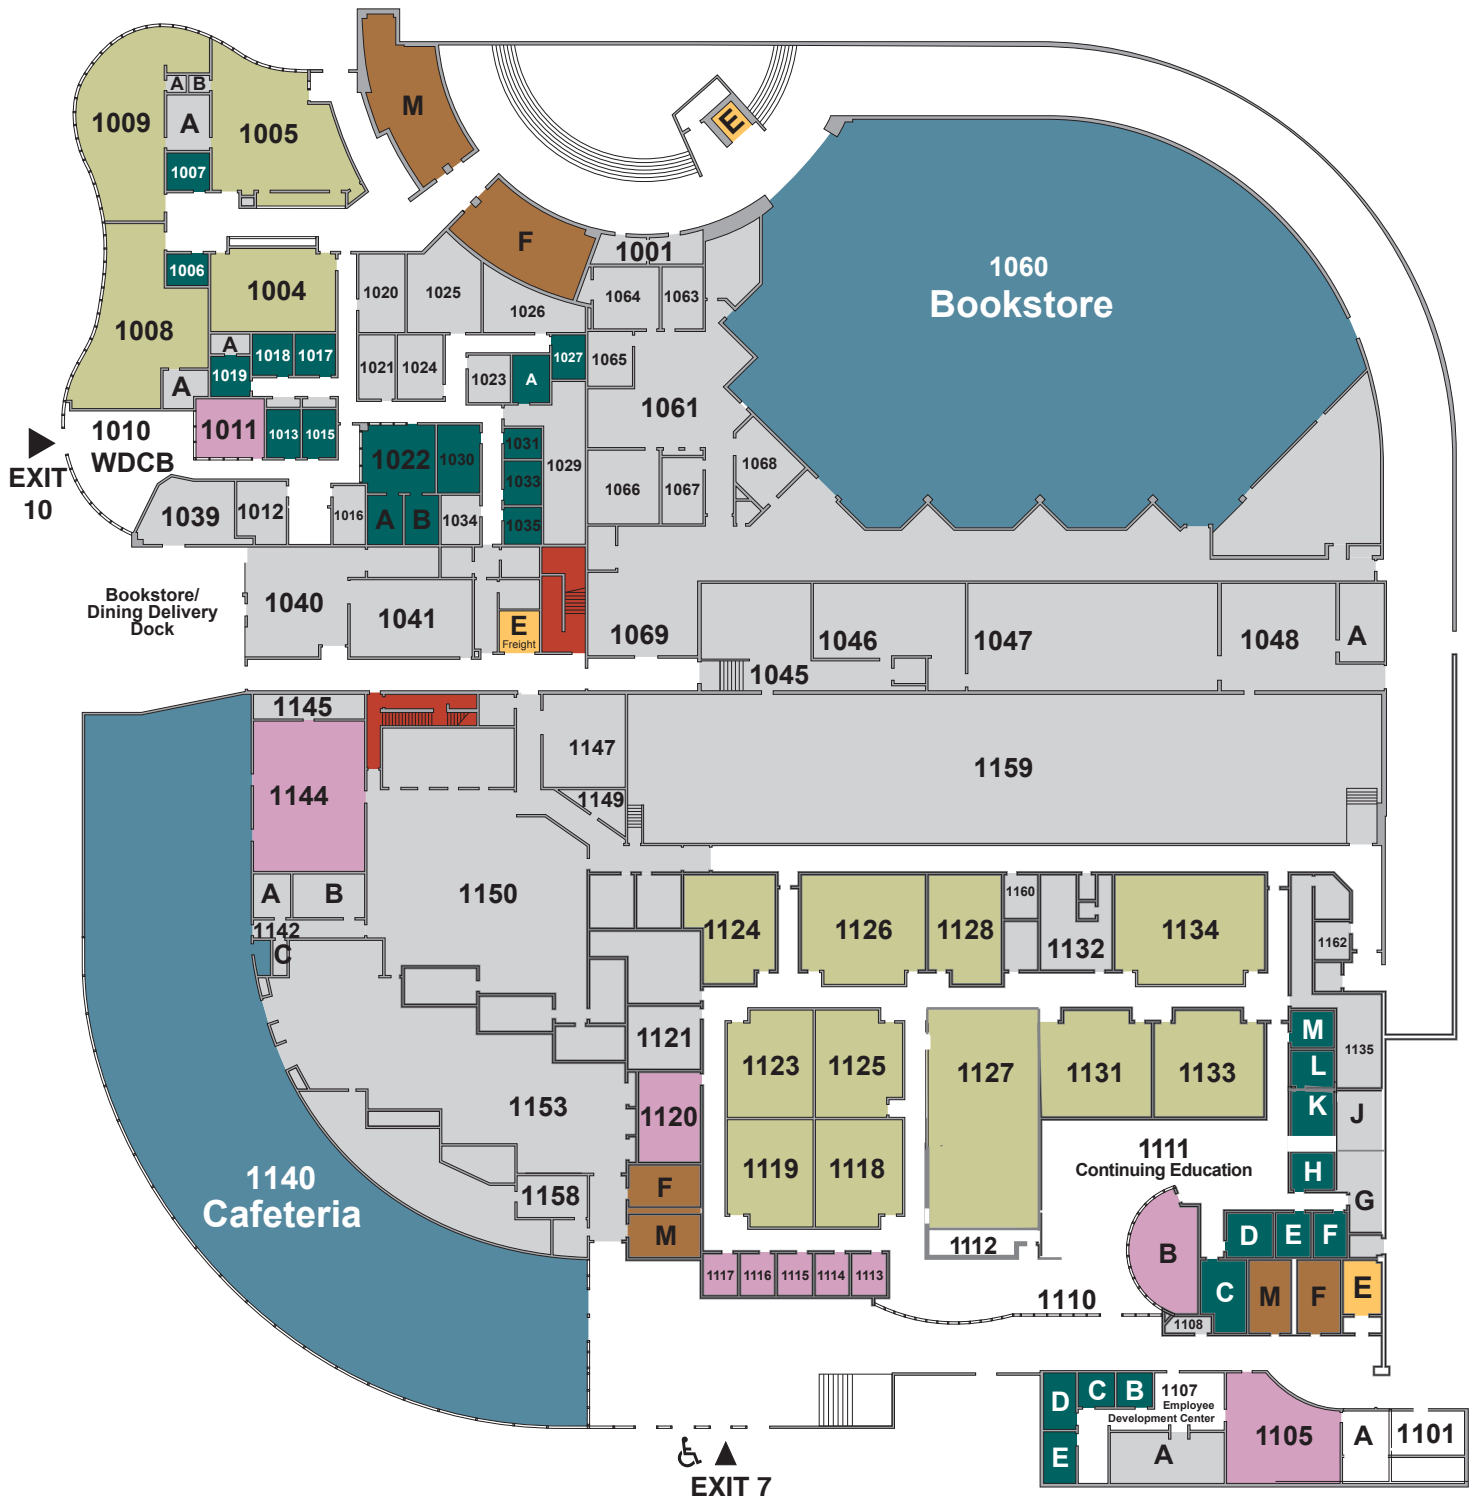 M
A B
1009
A
1005
E
1007
F
1001
1006
1004
1020
1025
1064
1063
1060
Bookstore
1026
1008
A
1018
1017
1021
1024
1027
1065
1019
1023
A
A
1011
1013
1015
1061
1010
WDCB
EXIT
10
1022
1030
1031
1029
1068
1033
1066
1067
1039
1012
1016
A
B
1034
1035
Bookstore/
Dining Delivery
Dock
1040
1041
E
Freight
1069
1046
1047
1048
A
1045
1145
1147
1159
1144
1149
A
B
1150
1160
1142
C
1124
1126
1128
1132
1134
1162
1121
M
1135
L
1123
1125
1127
1131
1133
1153
1120
K
J
1111
Continuing Education
1119
1118
H
1140
Cafeteria
F
1158
G
M
D
E
F
1112
B
1117
1116
1115
1114
1113
C
M
F
E
1110
1108
D
C
B
1107
Employee
Development Center
E
A
1105
A
1101
EXIT 7